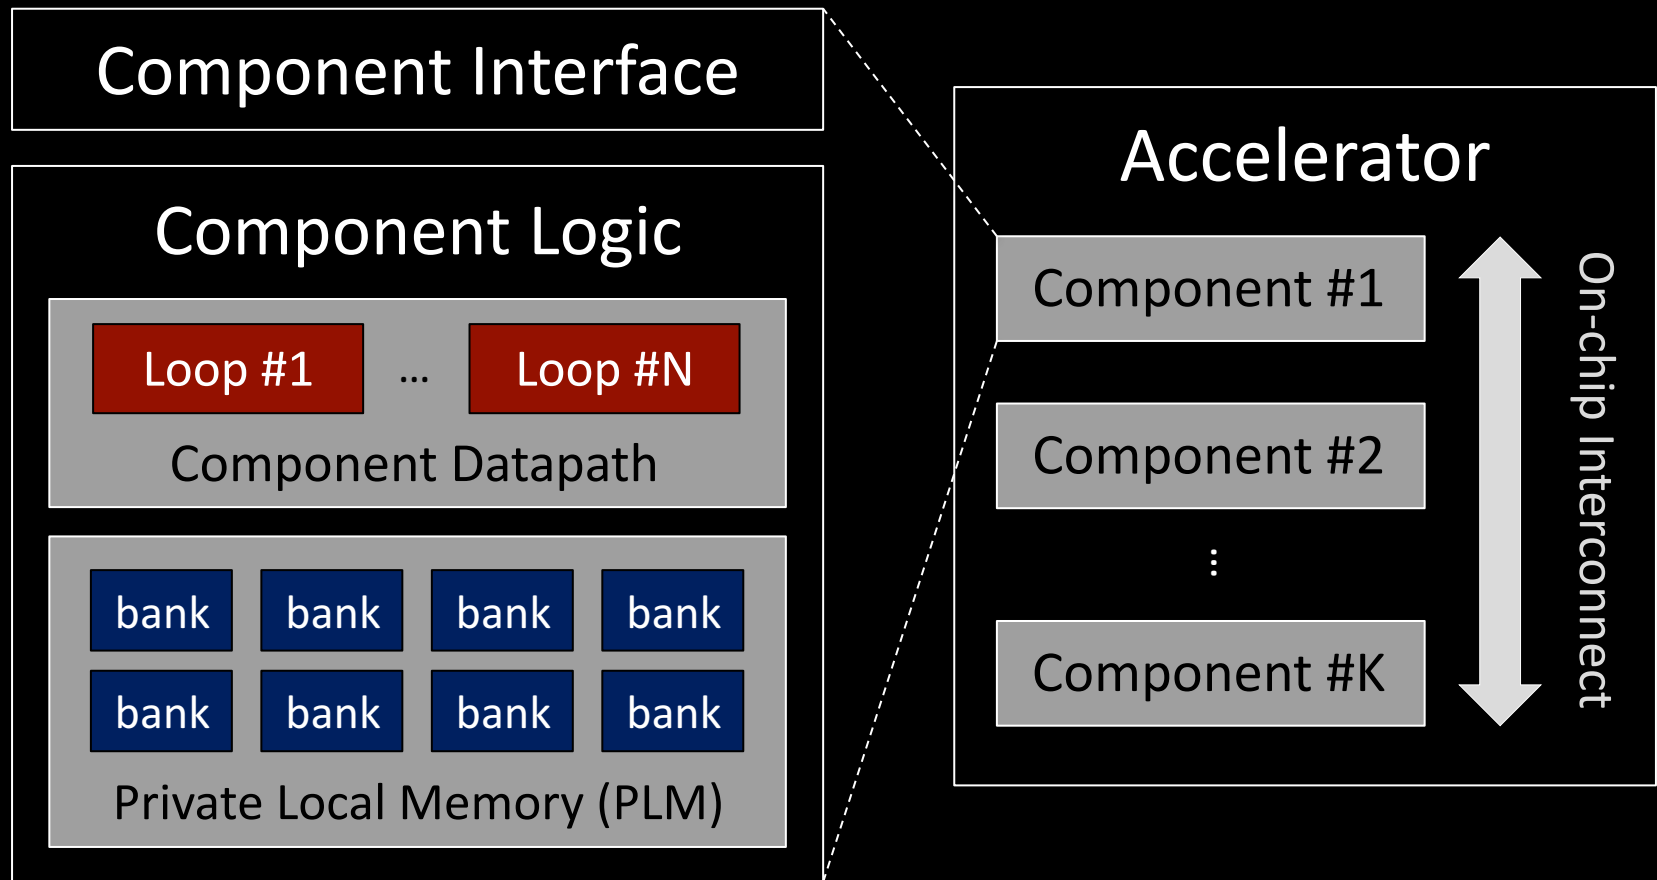 Component Interface
Component Logic
Loop #1 ... Loop #N
Component Datapath
bank bank bank bank
bank bank bank bank
Private Local Memory (PLM)
Accelerator
Component #1
Component #2
...
Component #K
On-chip Interconnect